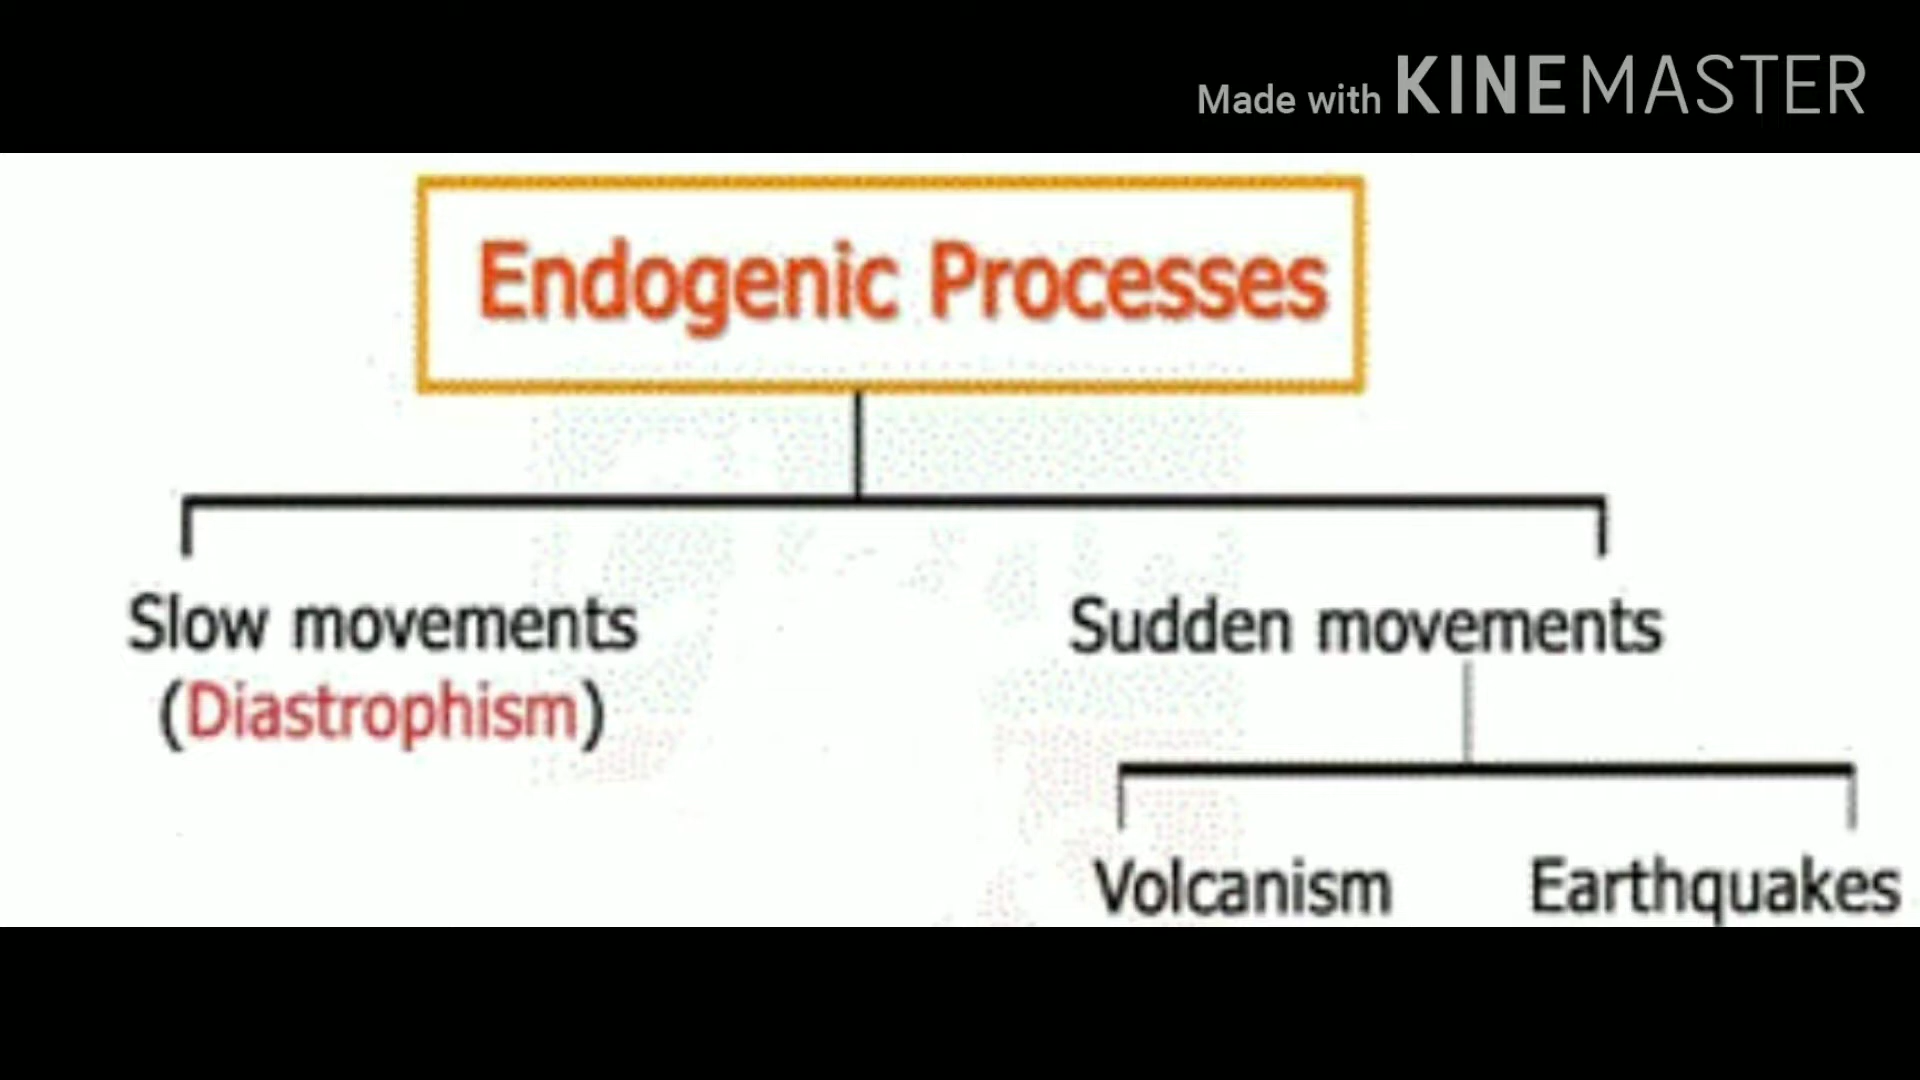 Made with KINEMASTER
Endogenic Processes
Slow movements
(Diastrophism)
Sudden movements
Volcanism
Earthquakes